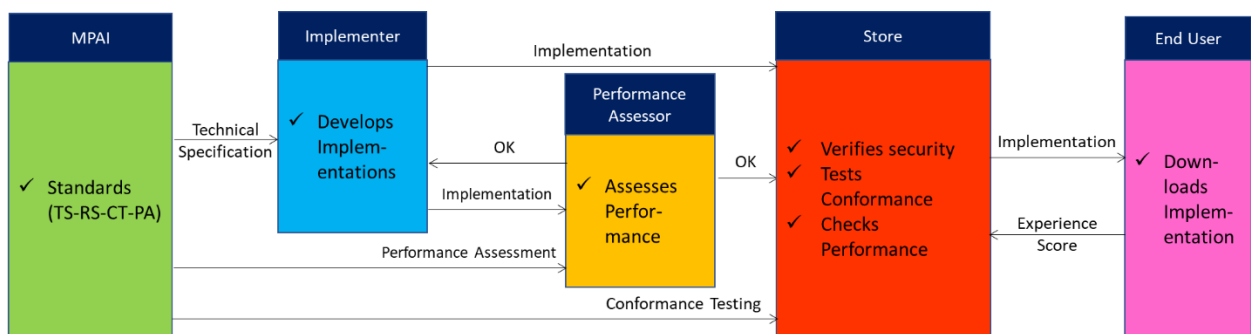 MPAI
Implementer
Store
End User
Implementation
Performance
Assessor
Technical
Specification
✓ Develops
Implem-
entations
OK
OK
✓ Standards
(TS-RS-CT-PA)
Implementation
✓ Assesses
Perfor-
mance
✓ Verifies security
✓ Tests
Conformance
✓ Checks
Performance
Implementation
✓ Down-
loads
Implem-
entation
Experience
Score
Performance Assessment
Conformance Testing